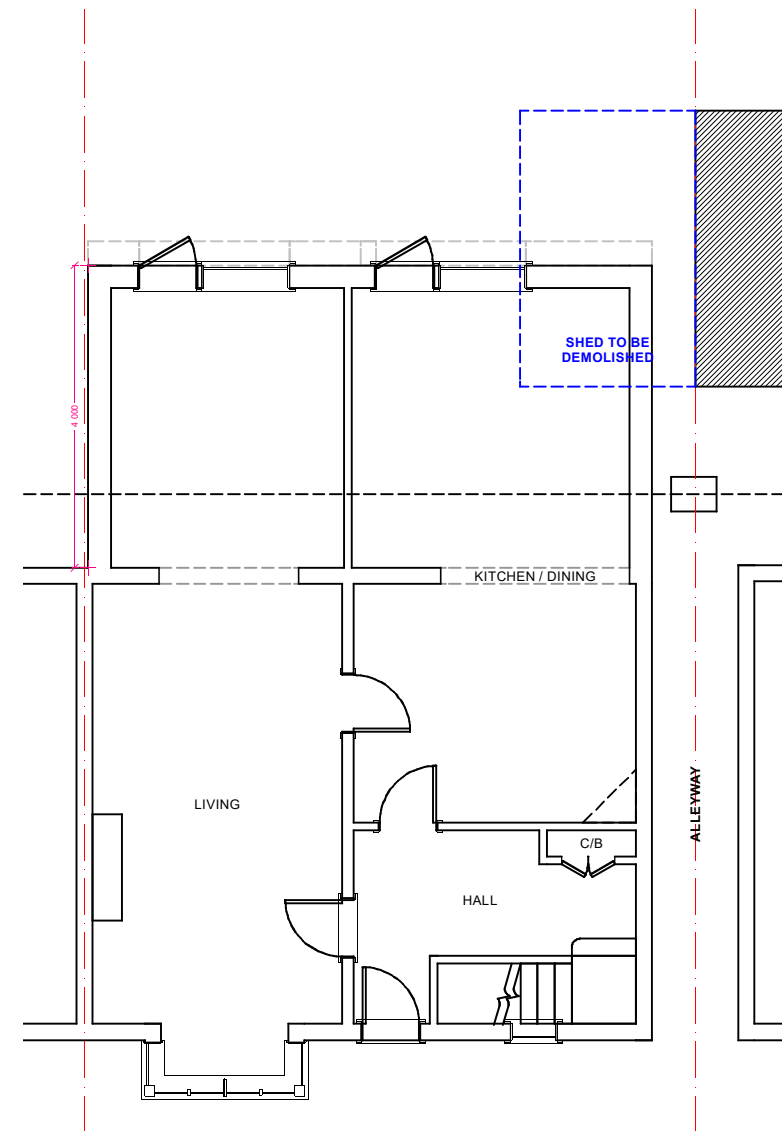 SHED TO BE
DEMOLISHED
4 000
KITCHEN / DINING
LIVING
ALLEYWAY
C/B
HALL